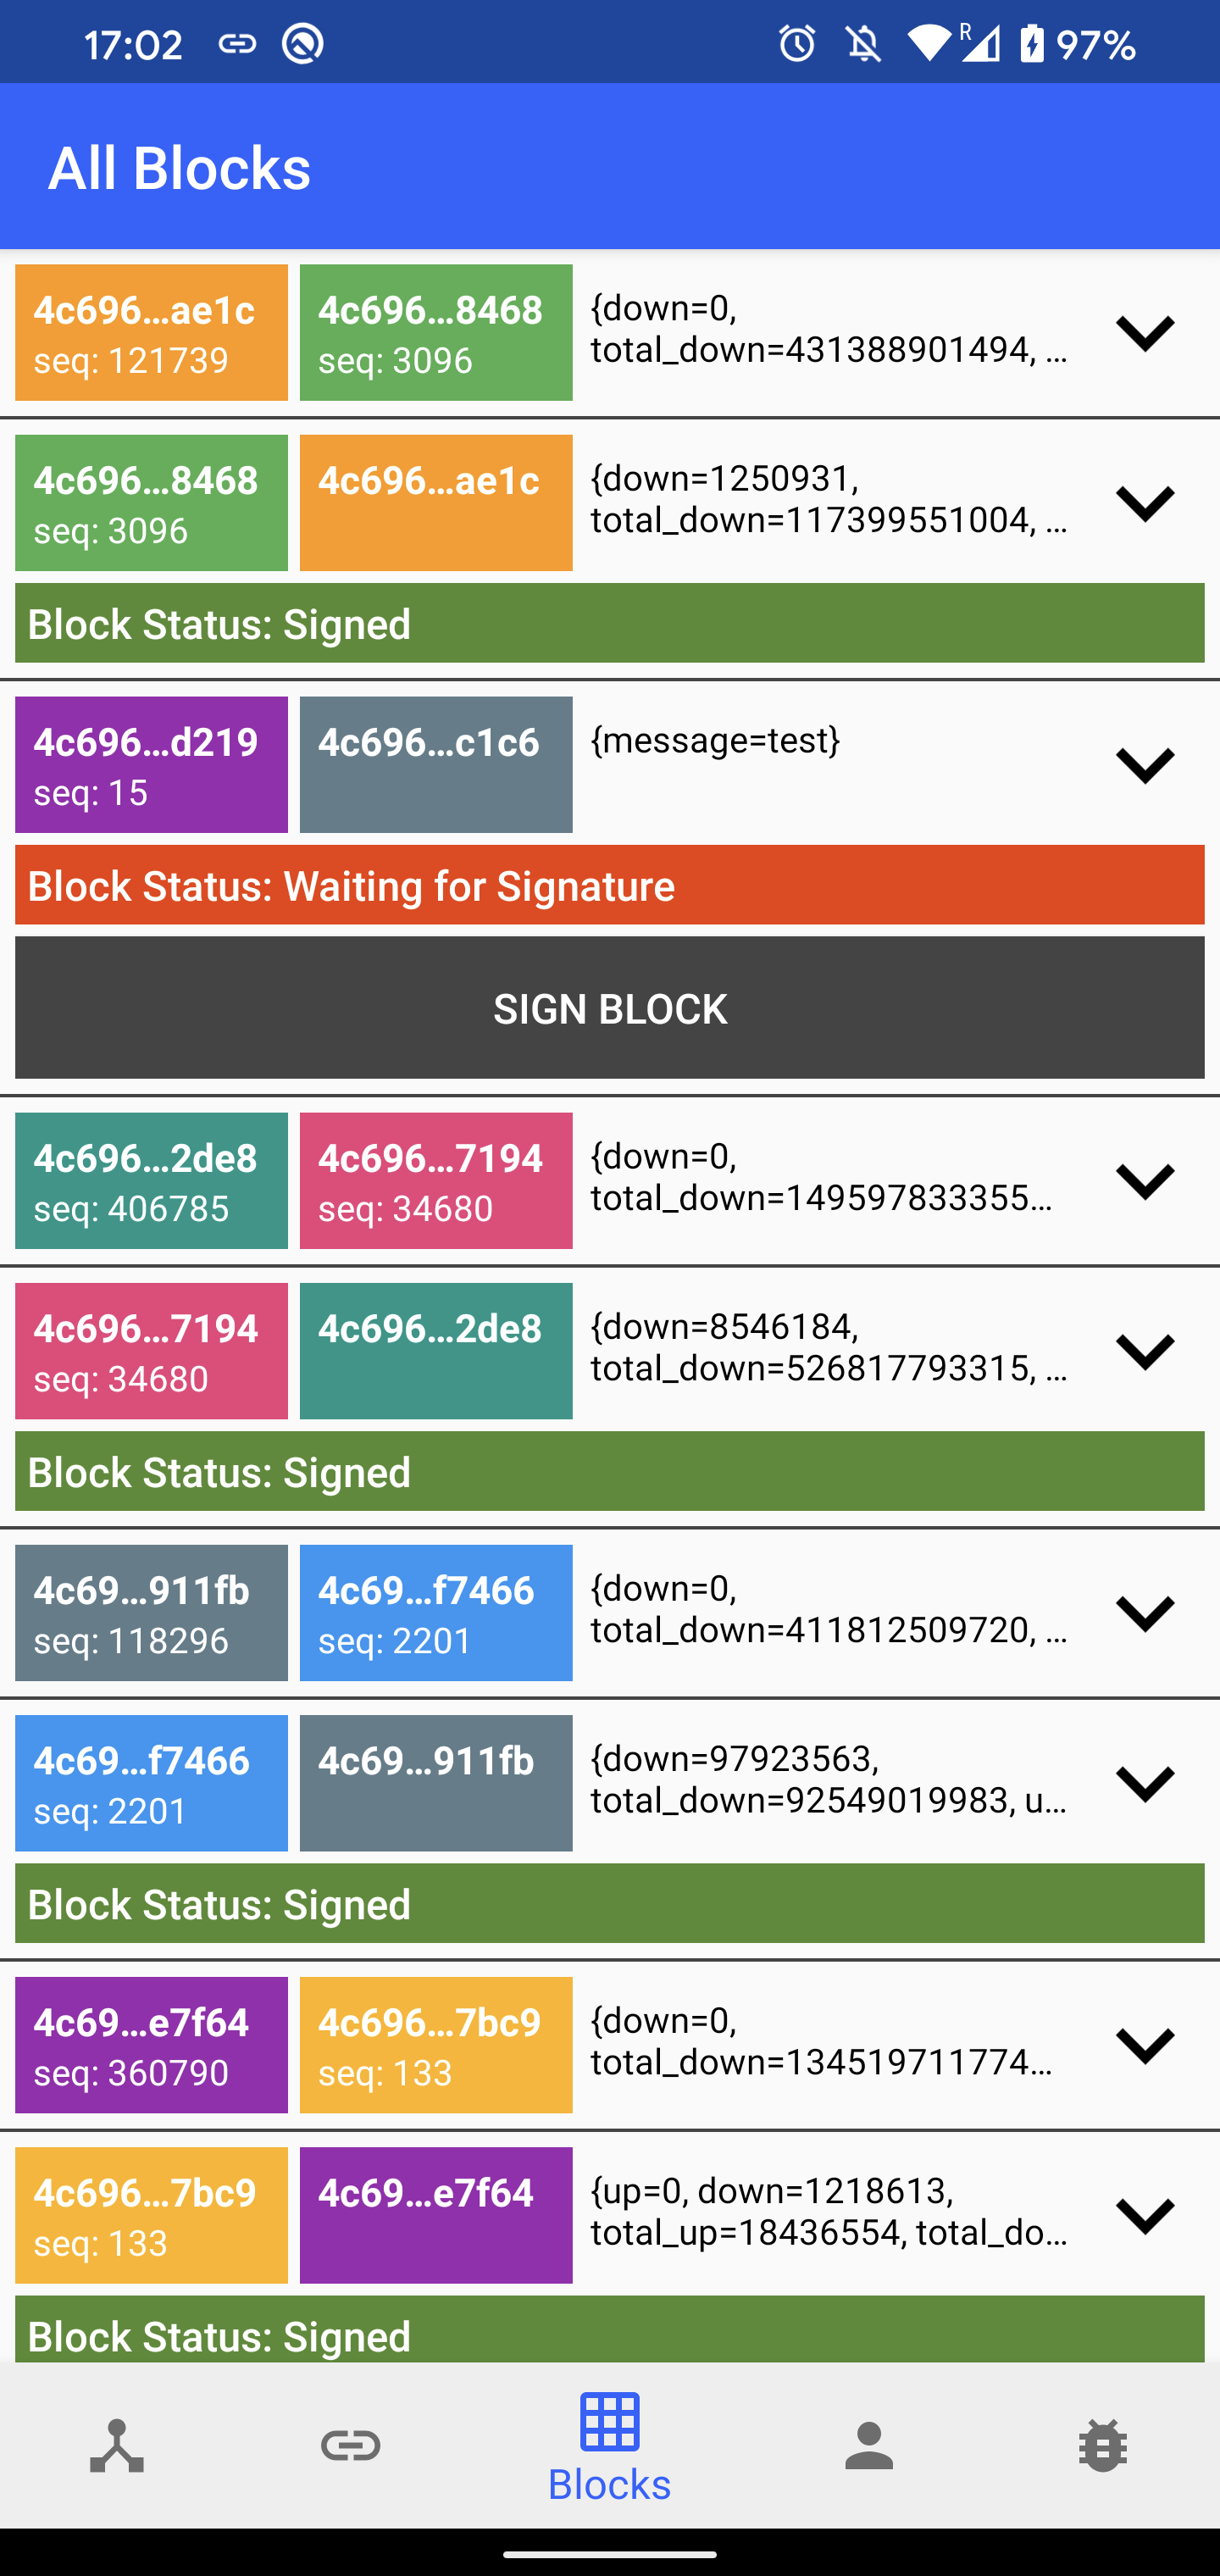 17:02
R
97%
All Blocks
4c696...ae1c
seq: 121739
4c696...8468
seq: 3096
{down=0,
total_down=431388901494, ...
4c696...8468
seq: 3096
4c696...ae1c
{down=1250931,
total_down=117399551004, ...
Block Status: Signed
4c696...d219
seq: 15
4c696...c1c6
{message=test}
Block Status: Waiting for Signature
SIGN BLOCK
4c696...2de8
seq: 406785
4c696...7194
seq: 34680
{down=0,
total_down=149597833355...
4c696...7194
seq: 34680
4c696...2de8
{down=8546184,
total_down=526817793315, ...
Block Status: Signed
4c69...911fb
seq: 118296
4c69...f7466
seq: 2201
{down=0,
total_down=411812509720, ...
4c69...f7466
seq: 2201
4c69...911fb
{down=97923563,
total_down=92549019983, u...
Block Status: Signed
4c69...e7f64
seq: 360790
4c696...7bc9
seq: 133
{down=0,
total_down=134519711774...
4c696...7bc9
seq: 133
4c69...e7f64
{up=0, down=1218613,
total_up=18436554, total_do...
Block Status: Signed
Blocks